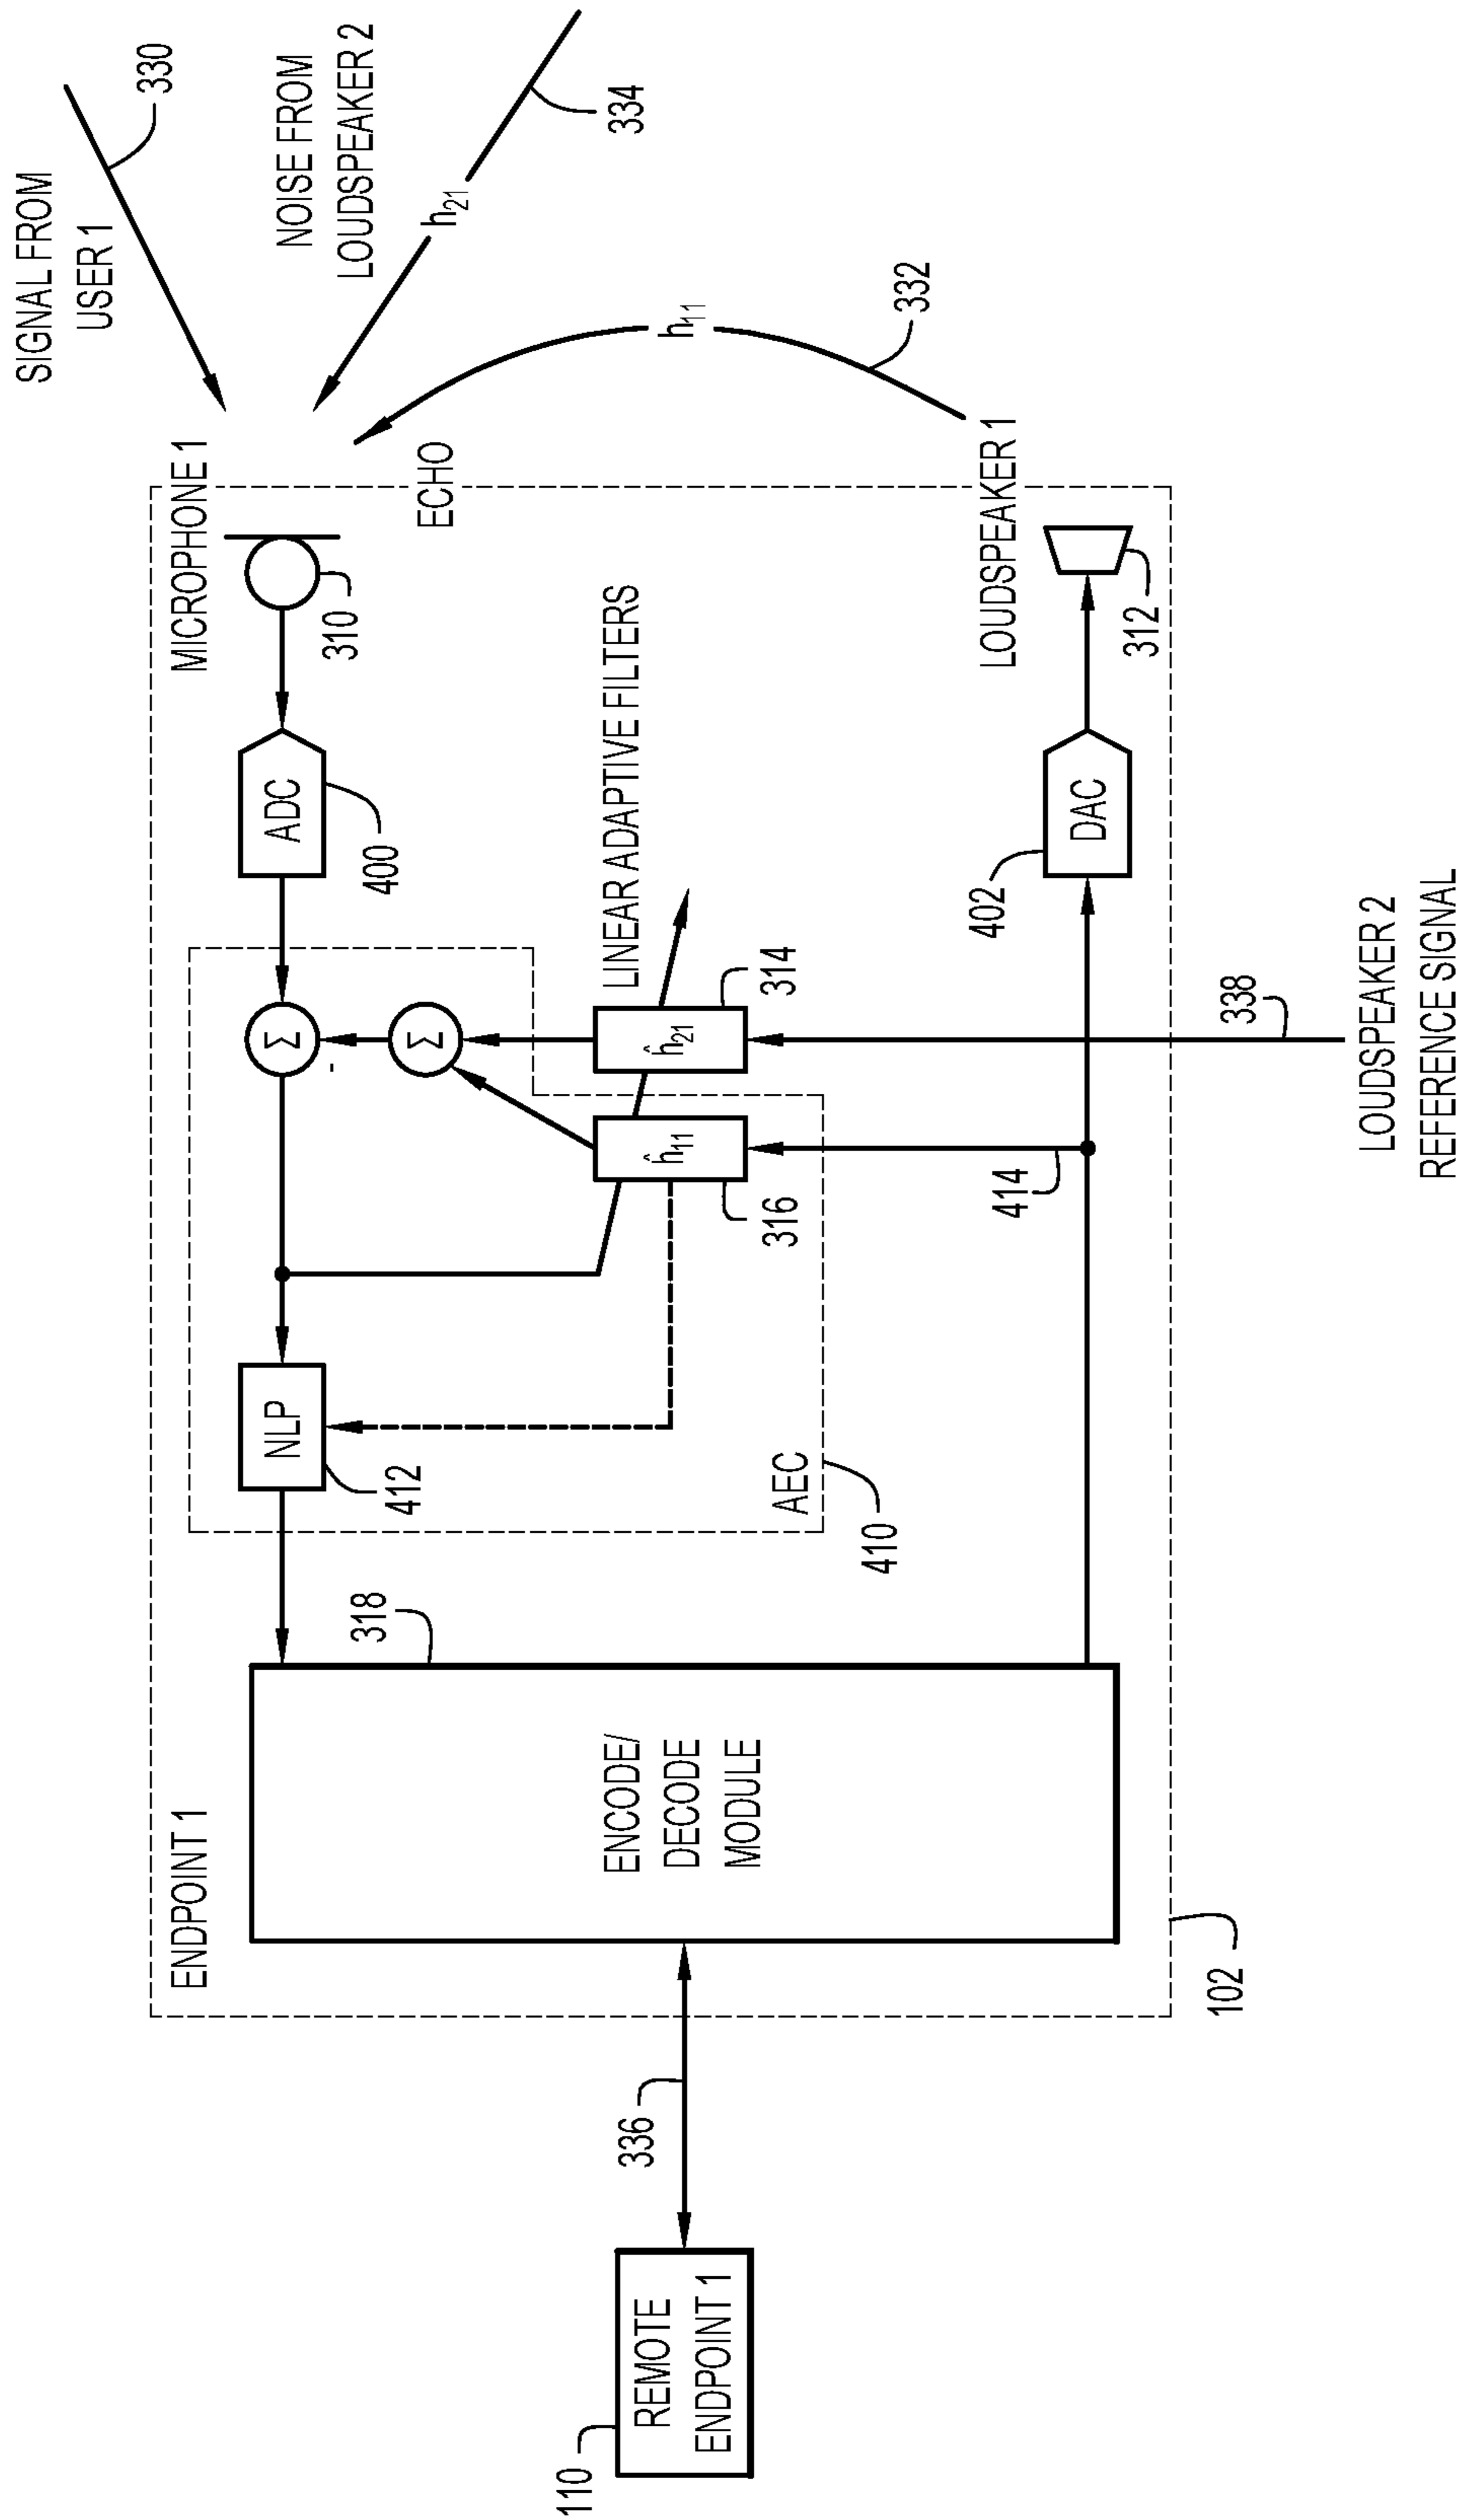 SIGNAL FROM
USER 1
330
NOISE FROM
LOUDSPEAKER 2
h21
334
h11
332
MICROPHONE 1
310
ECHO
LOUDSPEAKER 1
312
ADC
400
LINEAR ADAPTIVE FILTERS
DAC
402
Σ
Σ
-
ĥ21
314
ĥ11
316
414
338
LOUDSPEAKER 2
REFERENCE SIGNAL
NLP
412
AEC
410
318
ENCODE/
DECODE
MODULE
ENDPOINT 1
102
336
REMOTE
ENDPOINT 1
110